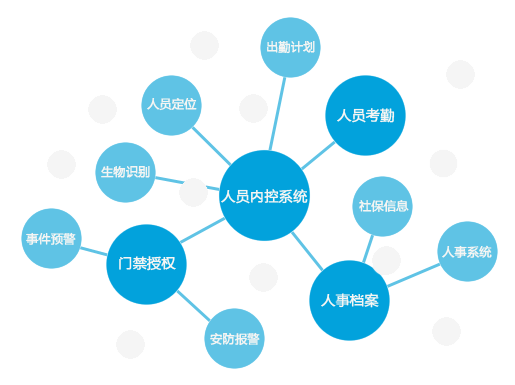 出勤计划
人员定位
人员考勤
生物识别
人员内控系统
社保信息
事件预警
门禁授权
人事系统
人事档案
安防报警